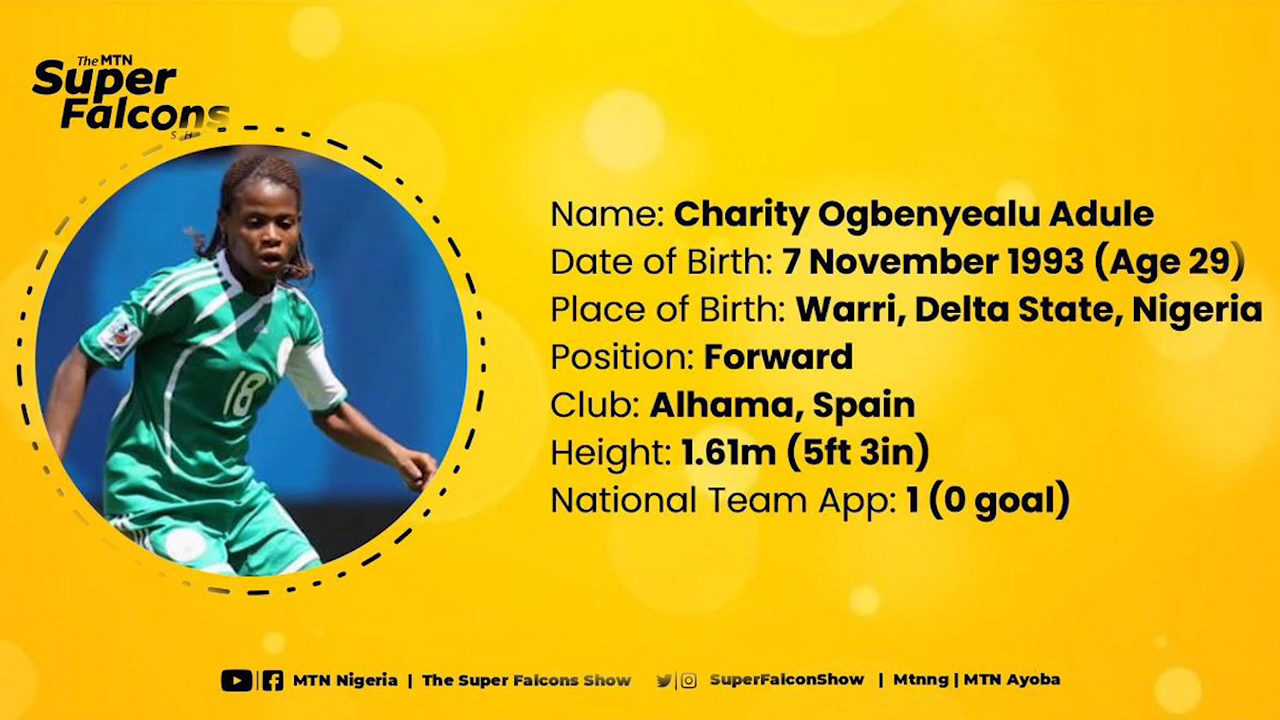 The MTN
Super
Falcons
S H
18
Name: Charity Ogbenyealu Adule
Date of Birth: 7 November 1993 (Age 29)
Place of Birth: Warri, Delta State, Nigeria
Position: Forward
Club: Alhama, Spain
Height: 1.61m (5ft 3in)
National Team App: 1 (0 goal)
MTN Nigeria | The Super Falcons Show SuperFalconShow | Mtnng | MTN Ayoba